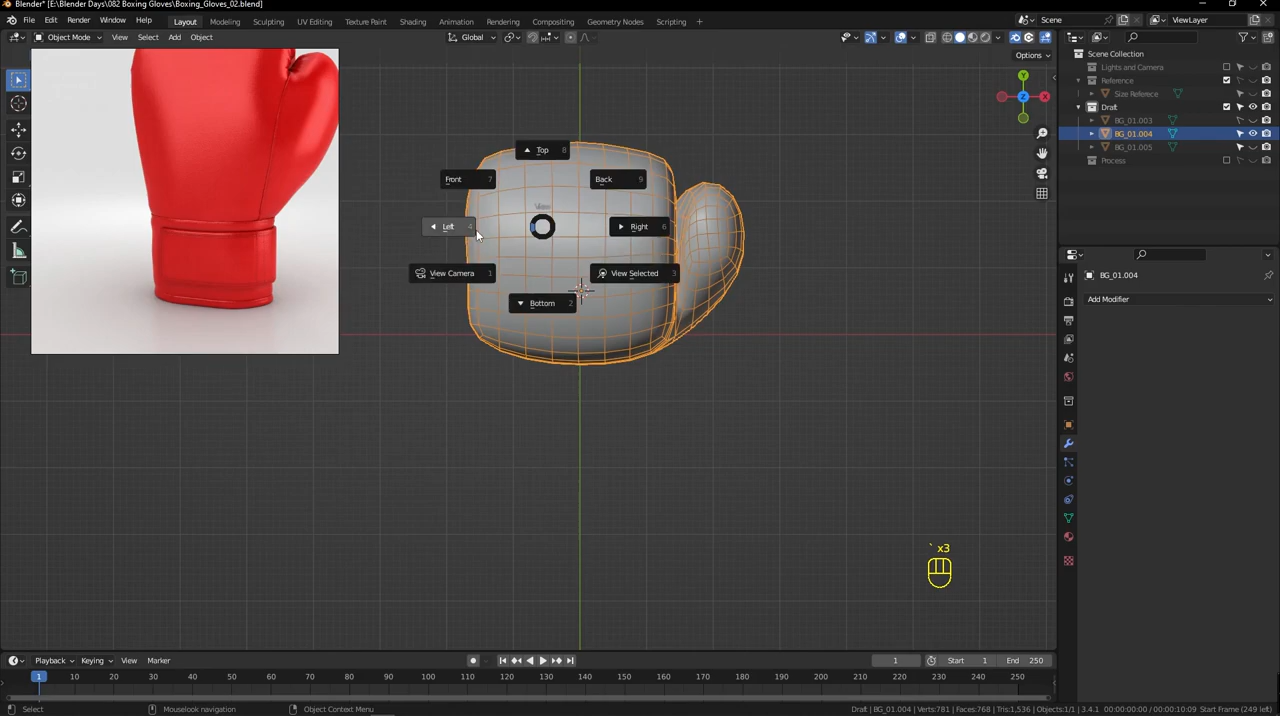 Blender* [E:\Blender Days\082 Boxing Gloves\Boxing_Gloves_02.blend]
File Edit Render Window Help Layout Modeling Sculpting UV Editing Texture Paint Shading Animation Rendering Compositing Geometry Nodes Scripting + Scene ViewLayer
Object Mode View Select Add Object Global
Options
Scene Collection
Lights and Camera
Reference
Size Referece
Draft
BG_01.003
BG_01.004
BG_01.005
Process
Y
Z
X
Top 8
Front 7
Back 9
View
Left 4
Right 6
View Camera 1
View Selected 3
Bottom 2
BG_01.004
Add Modifier
` x3
Playback Keying View Marker 1 Start 1 End 250
1 10 20 30 40 50 60 70 80 90 100 110 120 130 140 150 160 170 180 190 200 210 220 230 240 250
Select Mouselook navigation Object Context Menu Draft | BG_01.004 | Verts:781 | Faces:768 | Tris:1,536 | Objects:1/1 | 3.4.1 00:00:00:00 / 00:00:10:09 Start Frame (249 left)